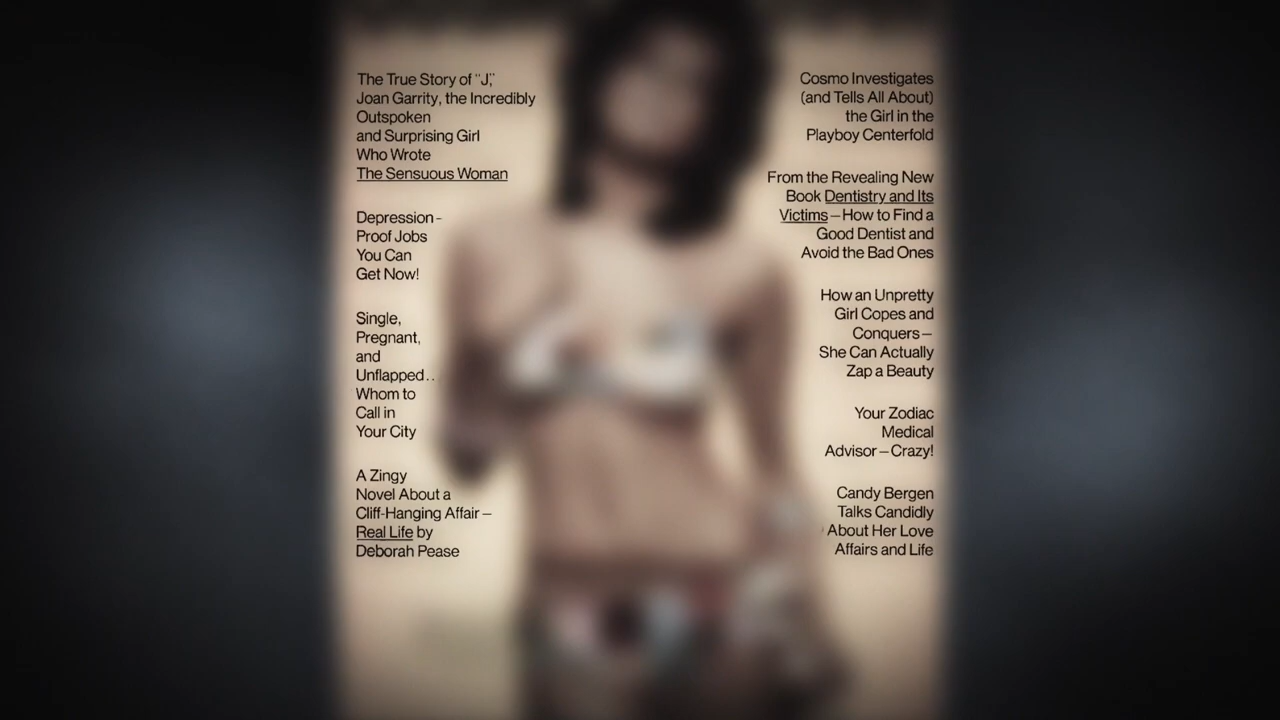 The True Story of "J,"
Joan Garrity, the Incredibly
Outspoken
and Surprising Girl
Who Wrote
The Sensuous Woman
Depression-
Proof Jobs
You Can
Get Now!
Single,
Pregnant,
and
Unflapped..
Whom to
Call in
Your City
A Zingy
Novel About a
Cliff-Hanging Affair–
Real Life by
Deborah Pease
Cosmo Investigates
(and Tells All About)
the Girl in the
Playboy Centerfold
From the Revealing New
Book Dentistry and Its
Victims–How to Find a
Good Dentist and
Avoid the Bad Ones
How an Unpretty
Girl Copes and
Conquers–
She Can Actually
Zap a Beauty
Your Zodiac
Medical
Advisor–Crazy!
Candy Bergen
Talks Candidly
About Her Love
Affairs and Life